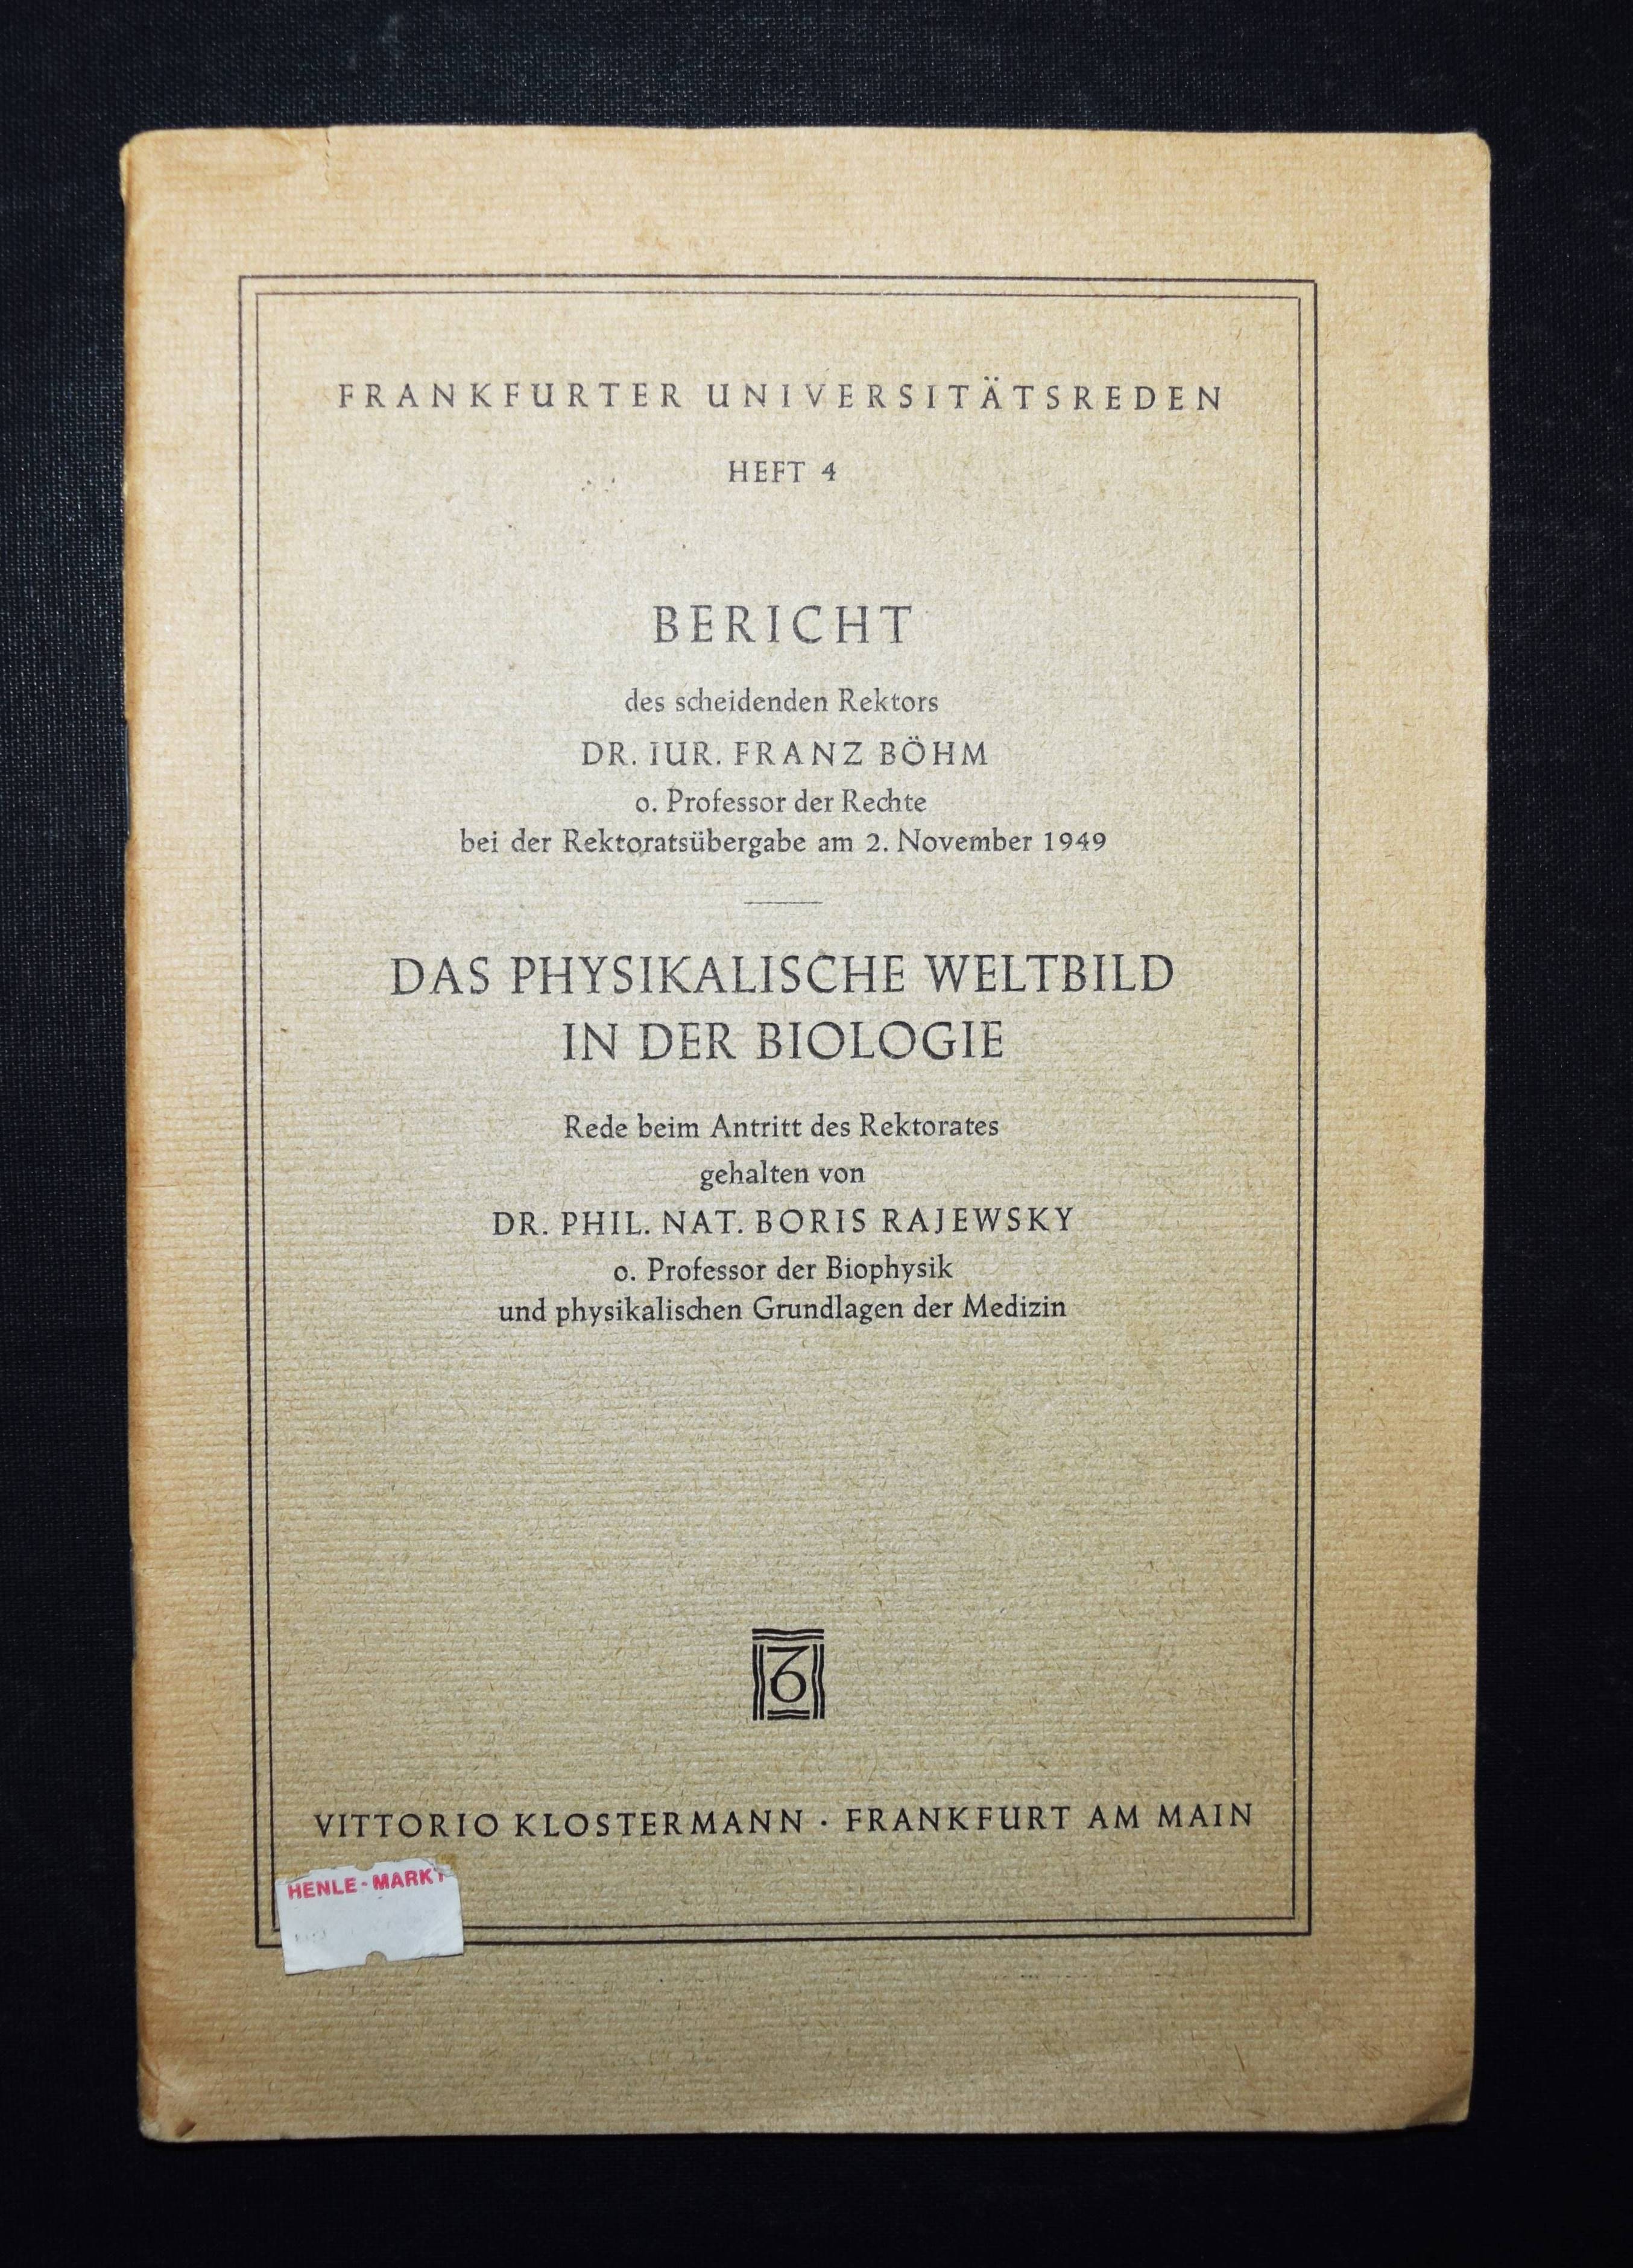 FRANKFURTER UNIVERSITÄTSREDEN
HEFT 4
BERICHT
des scheidenden Rektors
DR. IUR. FRANZ BÖHM
o. Professor der Rechte
bei der Rektoratsübergabe am 2. November 1949
DAS PHYSIKALISCHE WELTBILD
IN DER BIOLOGIE
Rede beim Antritt des Rektorates
gehalten von
DR. PHIL. NAT. BORIS RAJEWSKY
o. Professor der Biophysik
und physikalischen Grundlagen der Medizin
VITTORIO KLOSTERMANN · FRANKFURT AM MAIN
HENLE-MARKT